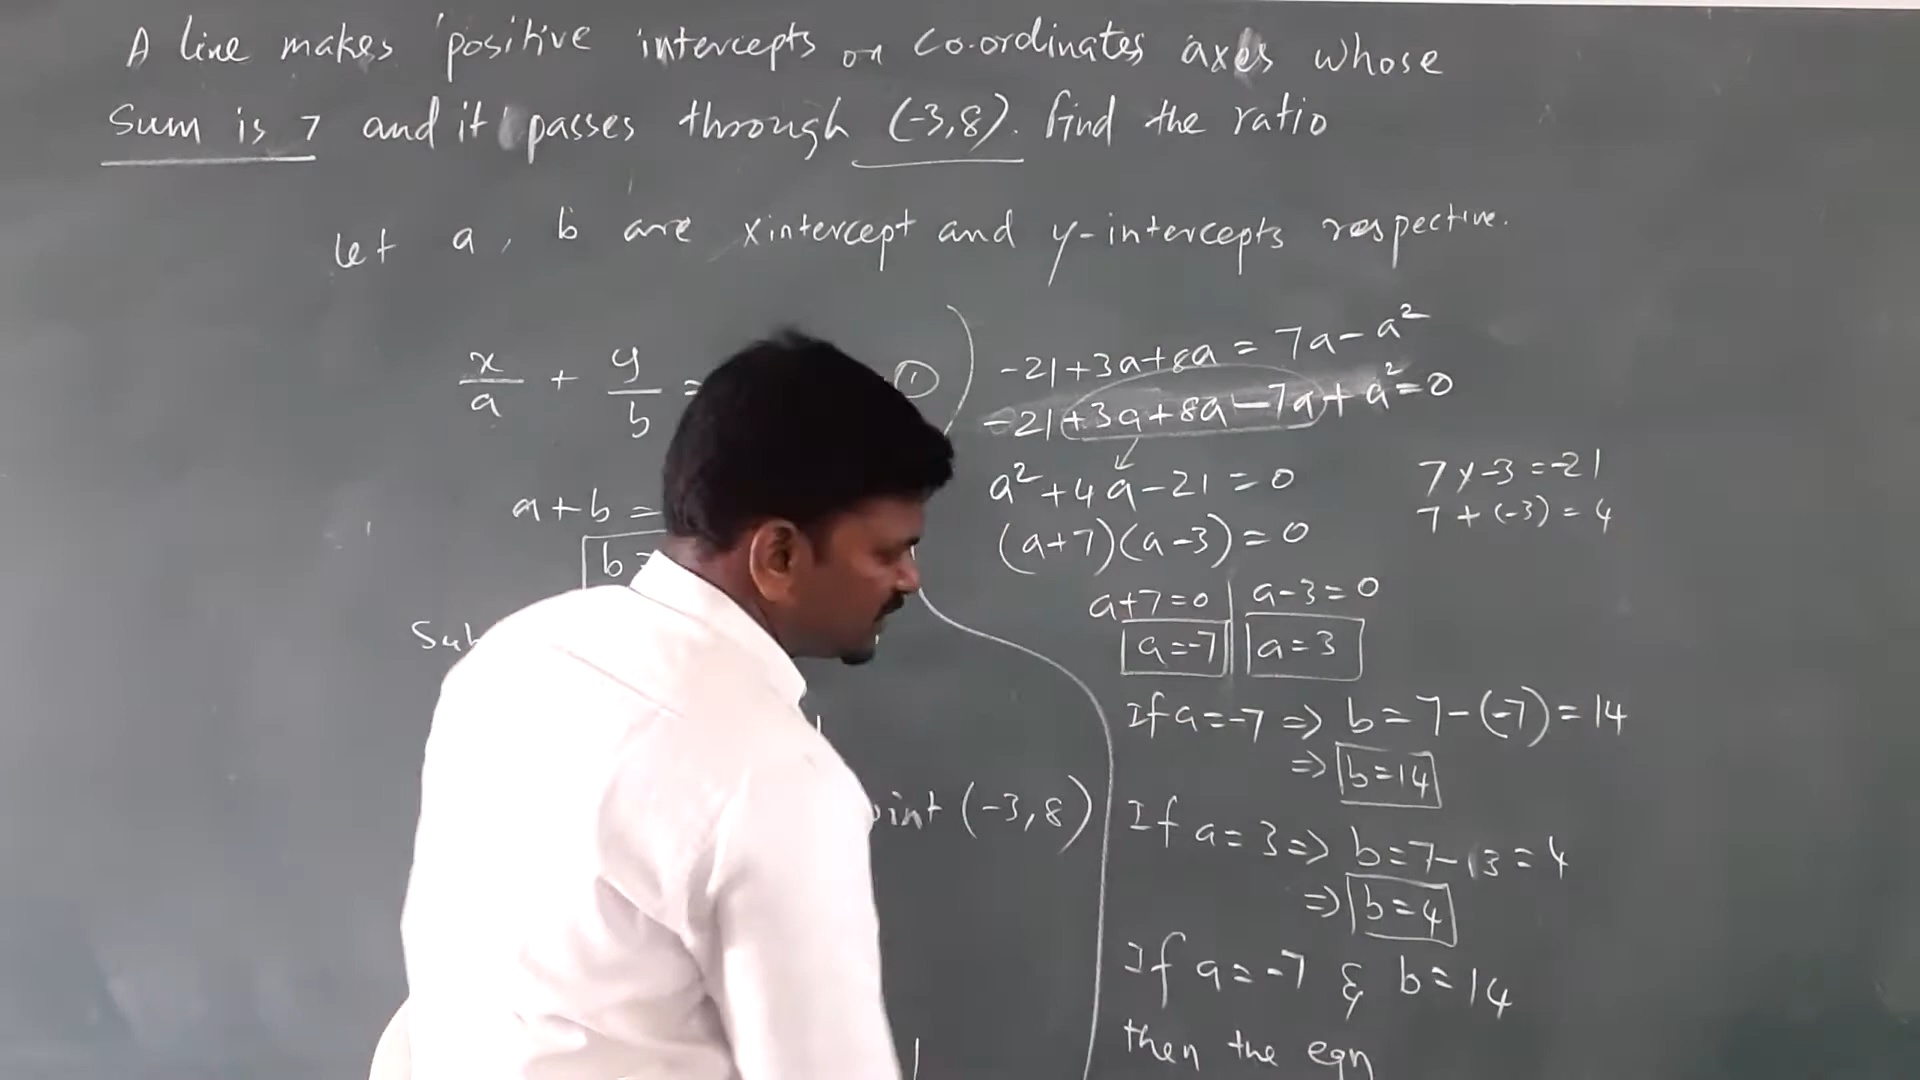 A line makes positive intercepts on Co.ordinates axes whose
Sum is 7 and it passes through (-3,8). find the ratio
let a, b are xintercept and y-intercepts respective.
x/a + y/b = ①
a+b =
b =
Sub
point (-3,8)
-21+3a+8a = 7a-a²
-21+3a+8a-7a+a²=0
a²+4a-21=0
(a+7)(a-3)=0
7x-3=-21
7+(-3)=4
a+7=0 | a-3=0
a=-7 | a=3
If a=-7 => b=7-(-7)=14
=> b=14
If a=3 => b=7-13=4
=> b=4
If a=-7 & b=14
then the eqn